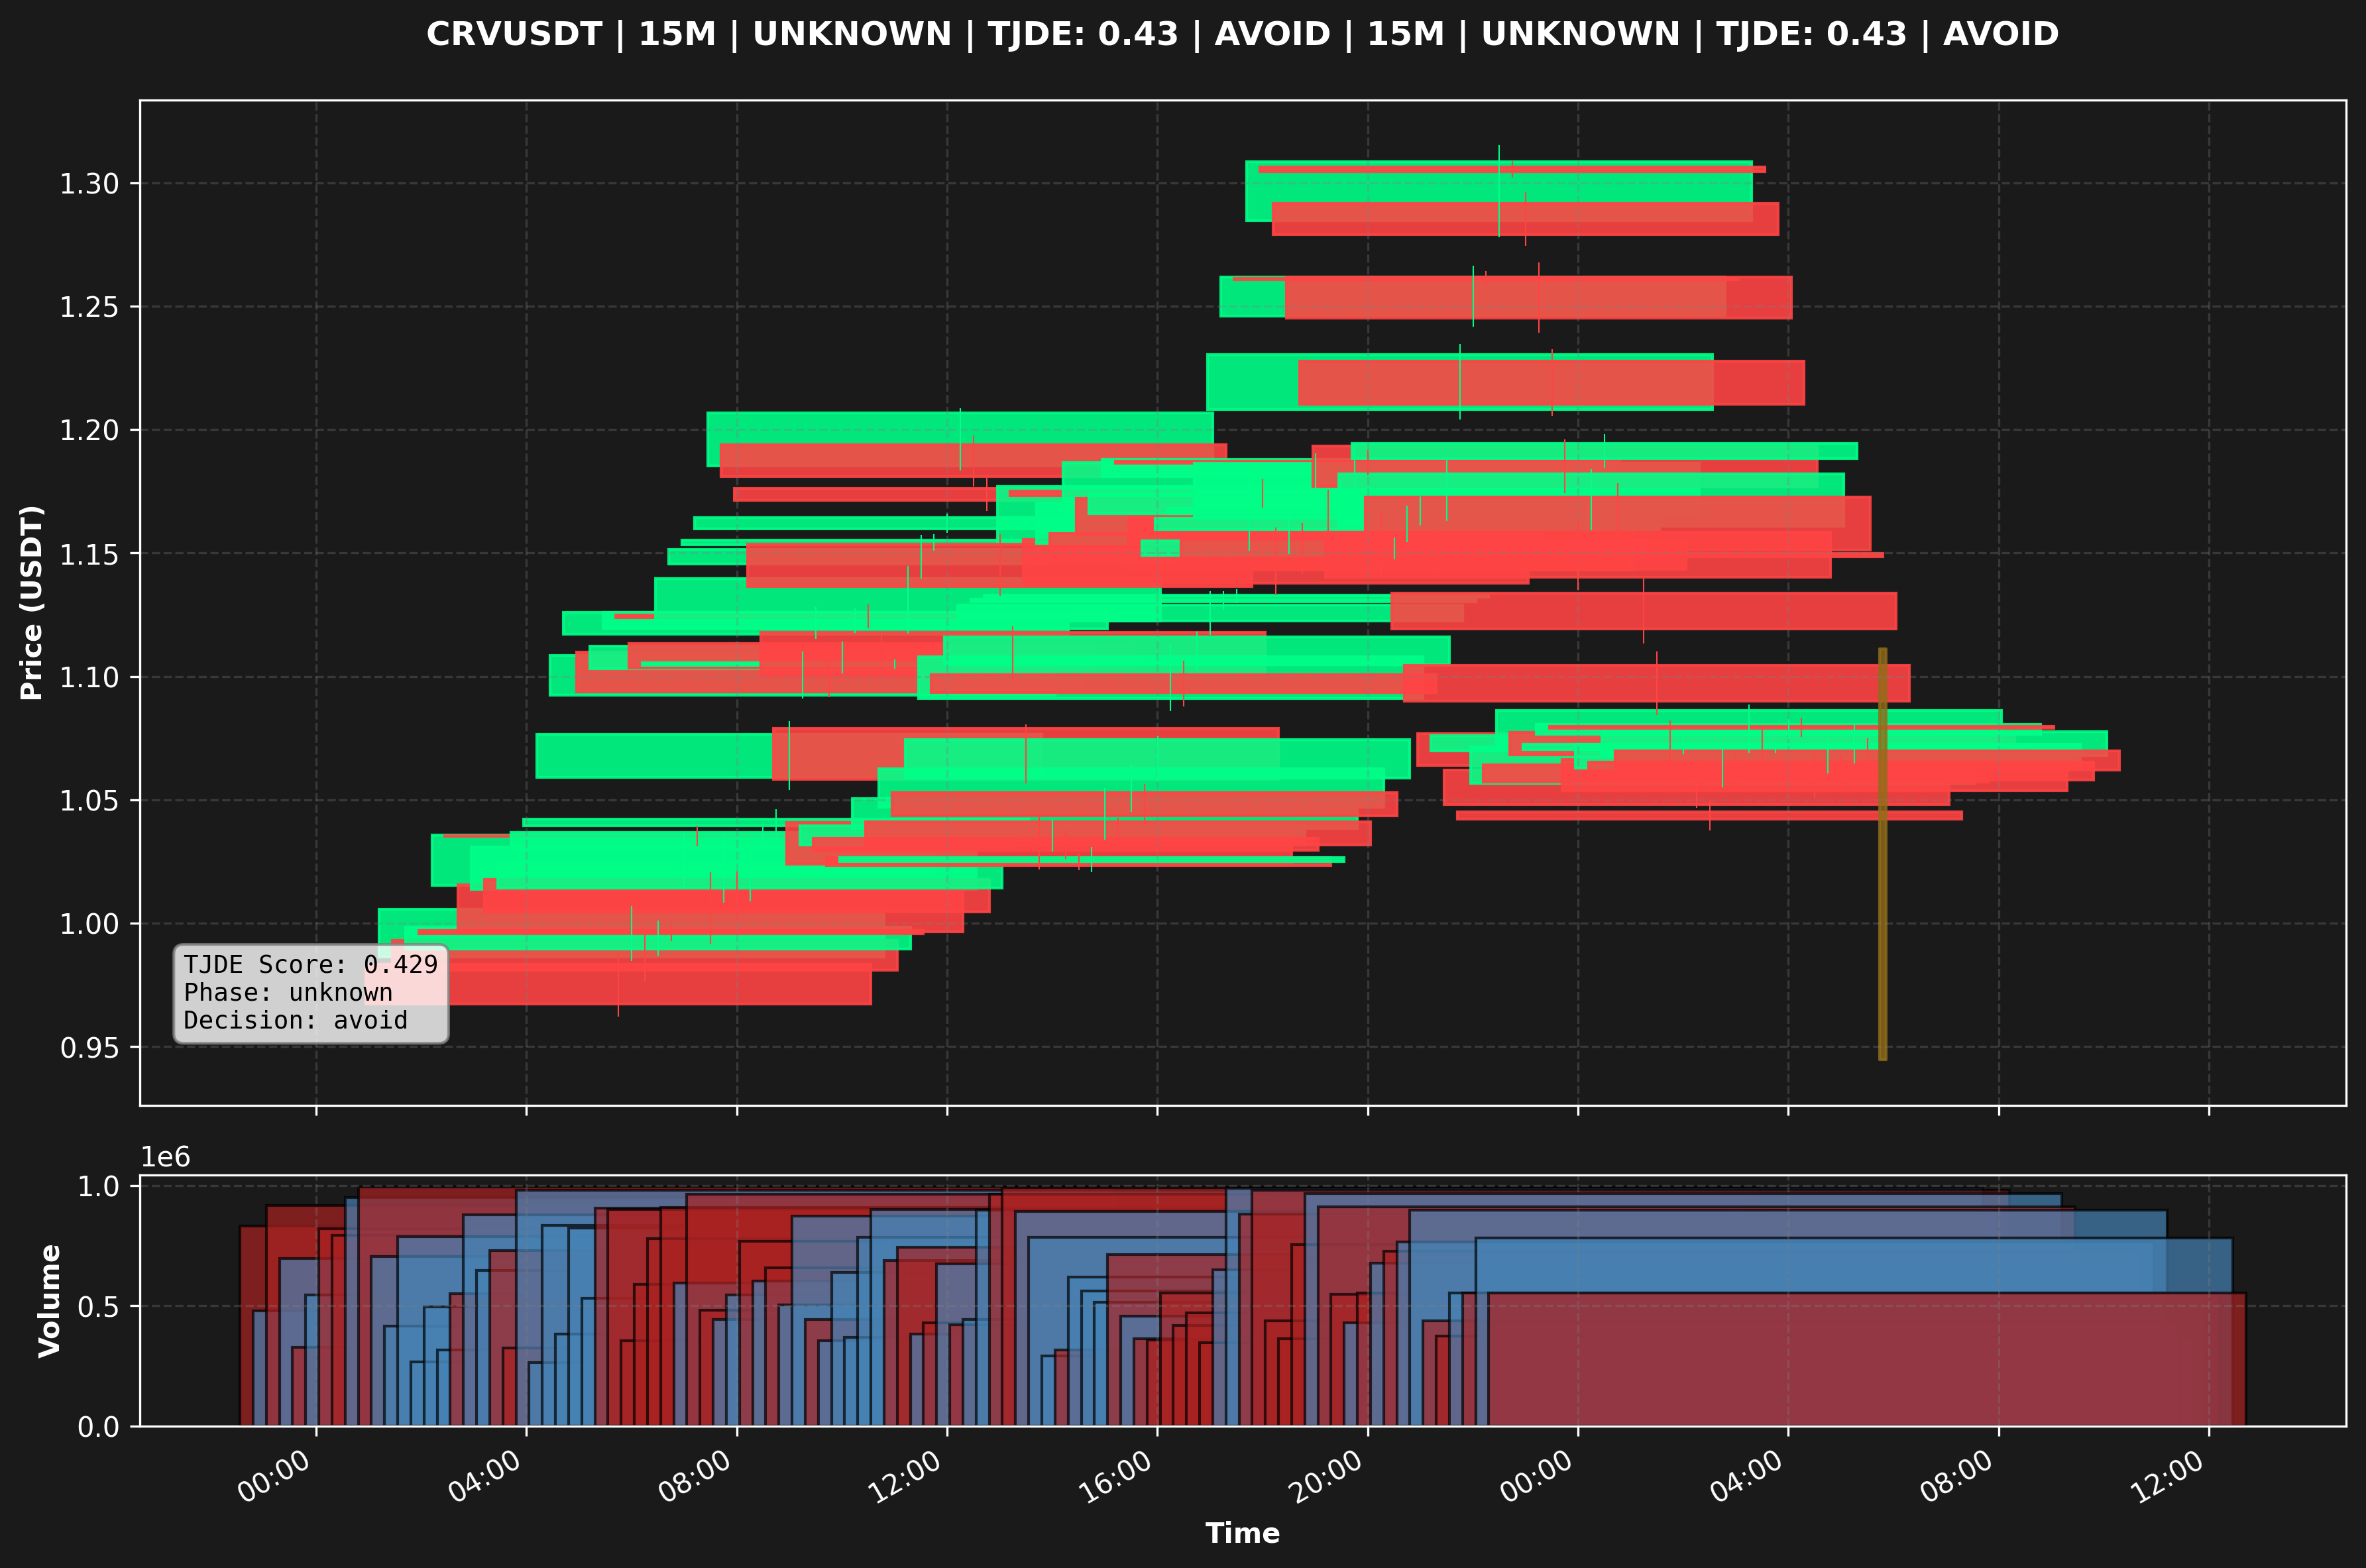 CRVUSDT | 15M | UNKNOWN | TJDE: 0.43 | AVOID | 15M | UNKNOWN | TJDE: 0.43 | AVOID
Price (USDT)
1.30
1.25
1.20
1.15
1.10
1.05
1.00
0.95
TJDE Score: 0.429
Phase: unknown
Decision: avoid
1e6
Volume
1.0
0.5
0.0
00:00
04:00
08:00
12:00
16:00
20:00
00:00
04:00
08:00
12:00
Time